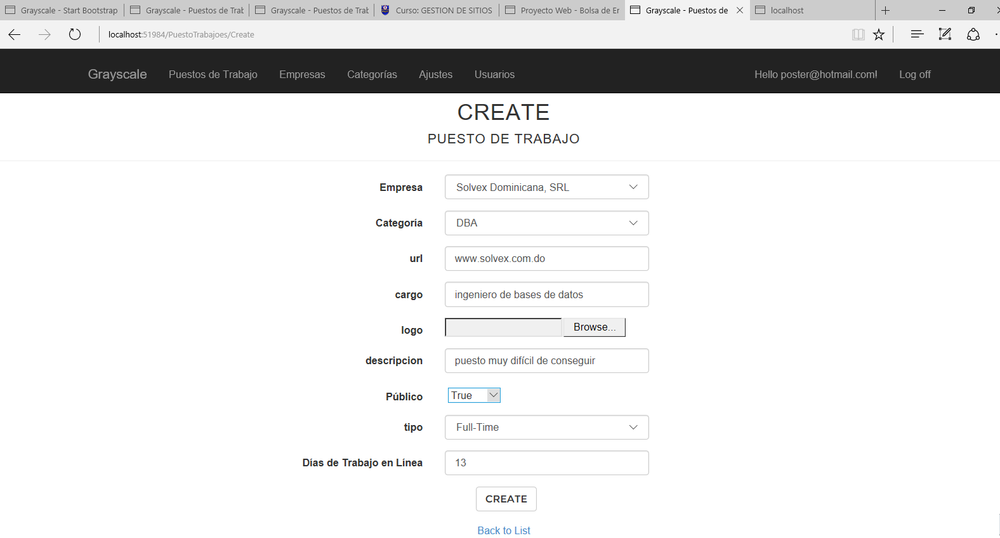 Grayscale - Start Bootstrap
Grayscale - Puestos de Trab
Grayscale - Puestos de Trab
Curso: GESTION DE SITIOS
Proyecto Web - Bolsa de Er
Grayscale - Puestos de
localhost
localhost:51984/PuestoTrabajoes/Create
Grayscale Puestos de Trabajo Empresas Categorías Ajustes Usuarios Hello poster@hotmail.com! Log off
CREATE
PUESTO DE TRABAJO
Empresa Solvex Dominicana, SRL
Categoría DBA
url www.solvex.com.do
cargo ingeniero de bases de datos
logo Browse...
descripcion puesto muy difícil de conseguir
Público True
tipo Full-Time
Días de Trabajo en Línea 13
CREATE
Back to List